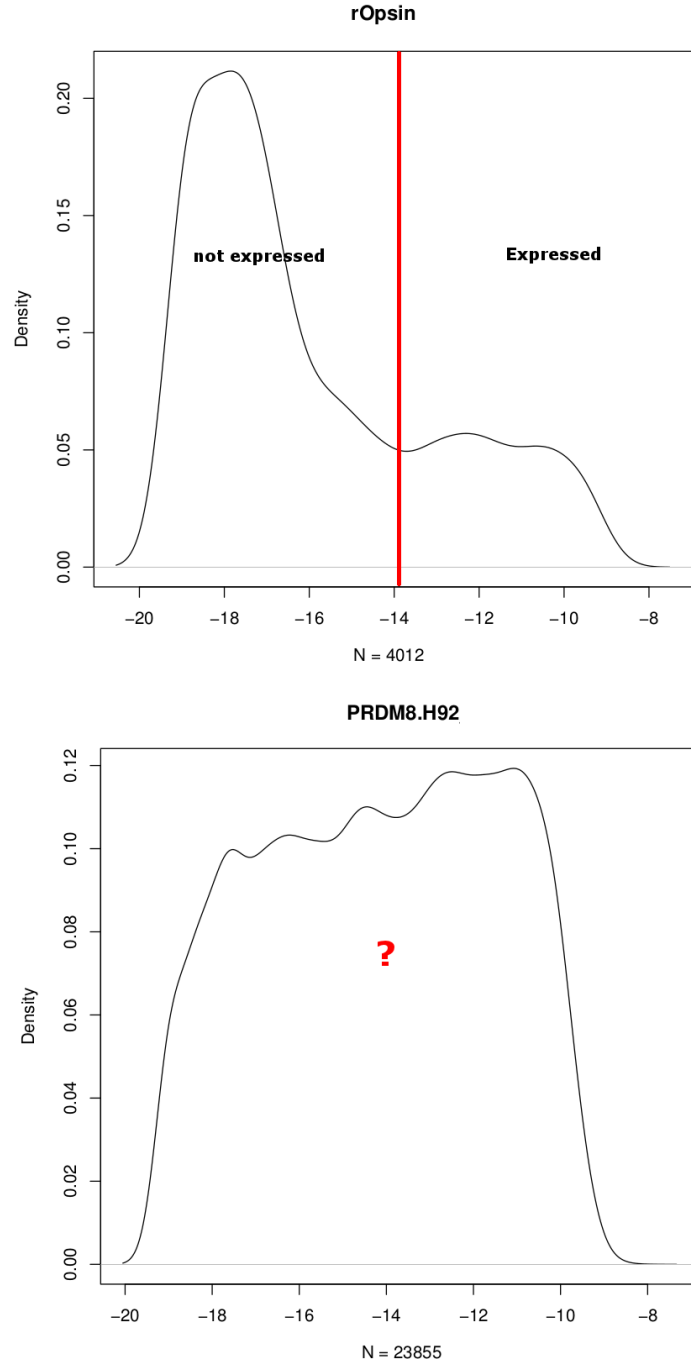 rOpsin
0.20
0.15
0.10
0.05
0.00
Density
not expressed
Expressed
−20 −18 −16 −14 −12 −10 −8
N = 4012
PRDM8.H92
0.12
0.10
0.08
0.06
0.04
0.02
0.00
Density
?
−20 −18 −16 −14 −12 −10 −8
N = 23855